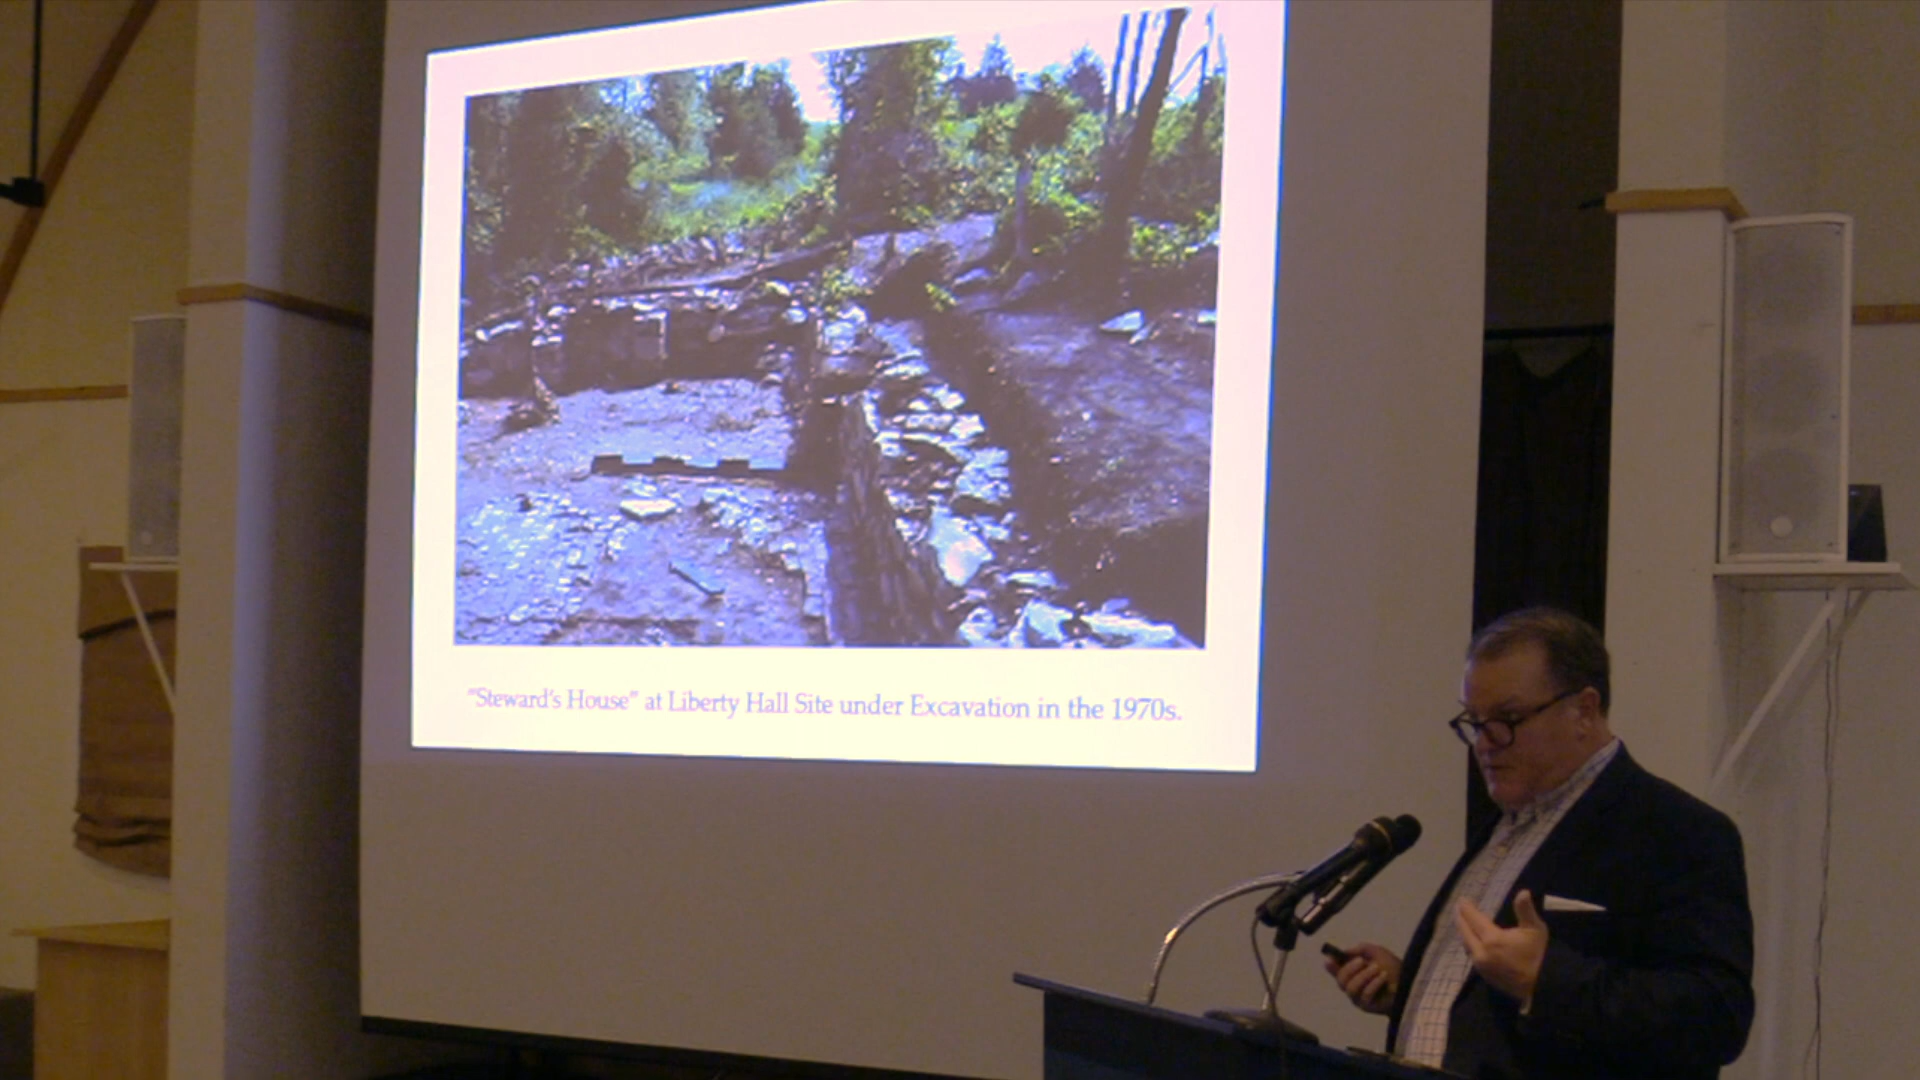 "Steward's House" at Liberty Hall Site under Excavation in the 1970s.